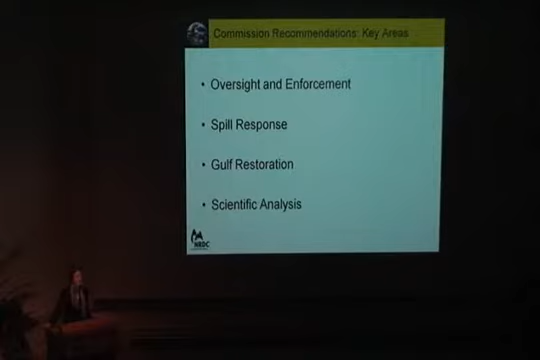 Commission Recommendations: Key Areas
• Oversight and Enforcement
• Spill Response
• Gulf Restoration
• Scientific Analysis
NRDC